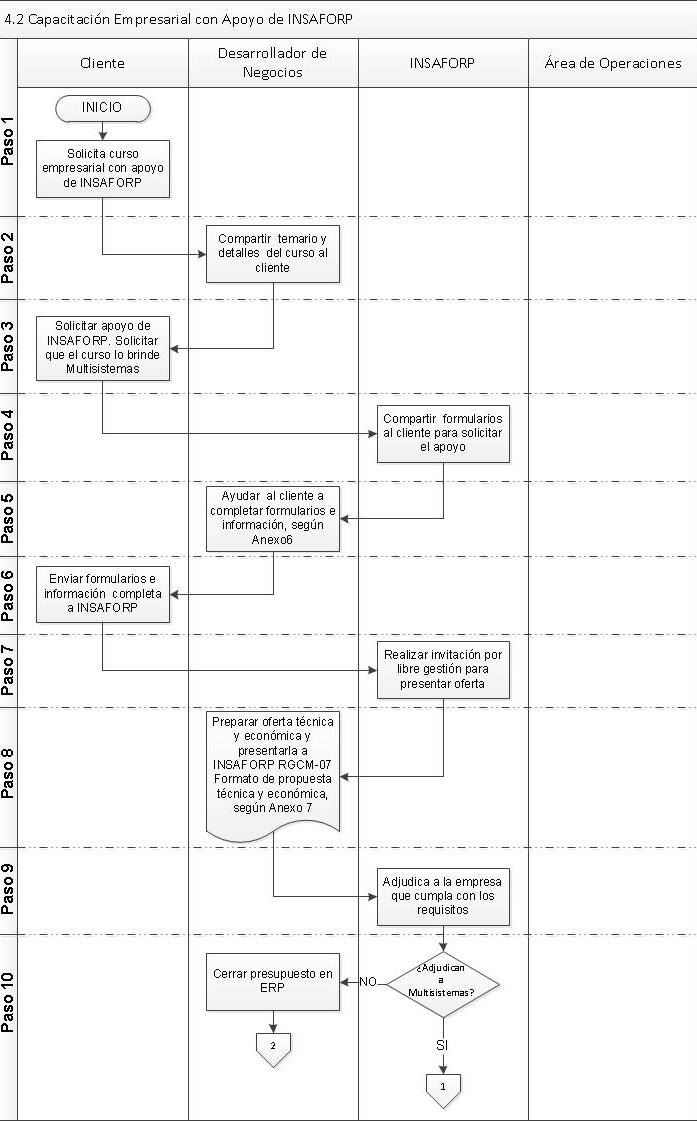 4.2 Capacitación Empresarial con Apoyo de INSAFORP
Cliente
Desarrollador de
Negocios
INSAFORP
Área de Operaciones
Paso 1
INICIO
Solicita curso
empresarial con apoyo
de INSAFORP
Paso 2
Compartir temario y
detalles del curso al
cliente
Paso 3
Solicitar apoyo de
INSAFORP. Solicitar
que el curso lo brinde
Multisistemas
Paso 4
Compartir formularios
al cliente para solicitar
el apoyo
Paso 5
Ayudar al cliente a
completar formularios e
información, según
Anexo6
Paso 6
Enviar formularios e
información completa
a INSAFORP
Paso 7
Realizar invitación por
libre gestión para
presentar oferta
Paso 8
Preparar oferta técnica
y económica y
presentarla a
INSAFORP RGCM-07
Formato de propuesta
técnica y económica,
según Anexo 7
Paso 9
Adjudica a la empresa
que cumpla con los
requisitos
Paso 10
Cerrar presupuesto en
ERP
NO
¿Adjudican
a
Multisistemas?
2
SI
1